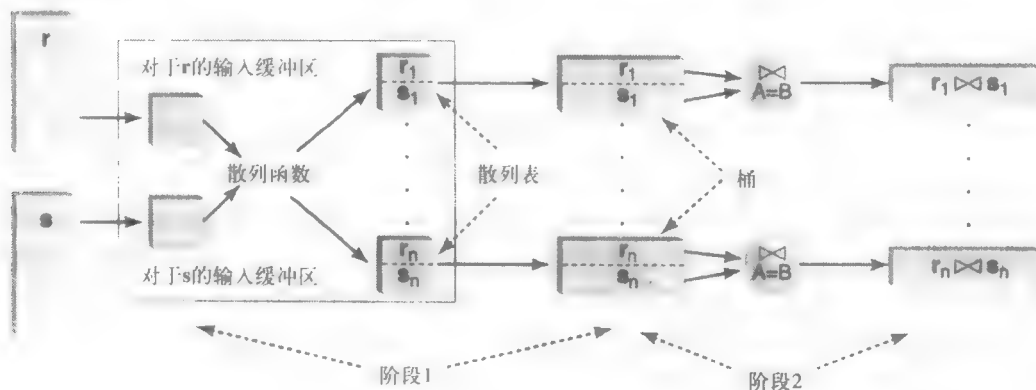 r
对于r的输入缓冲区
散列函数
s
对于s的输入缓冲区
r₁
s₁
散列表
rₙ
sₙ
r₁
s₁
桶
rₙ
sₙ
⋈
A=B
⋈
A=B
r₁ ⋈ s₁
rₙ ⋈ sₙ
阶段1
阶段2